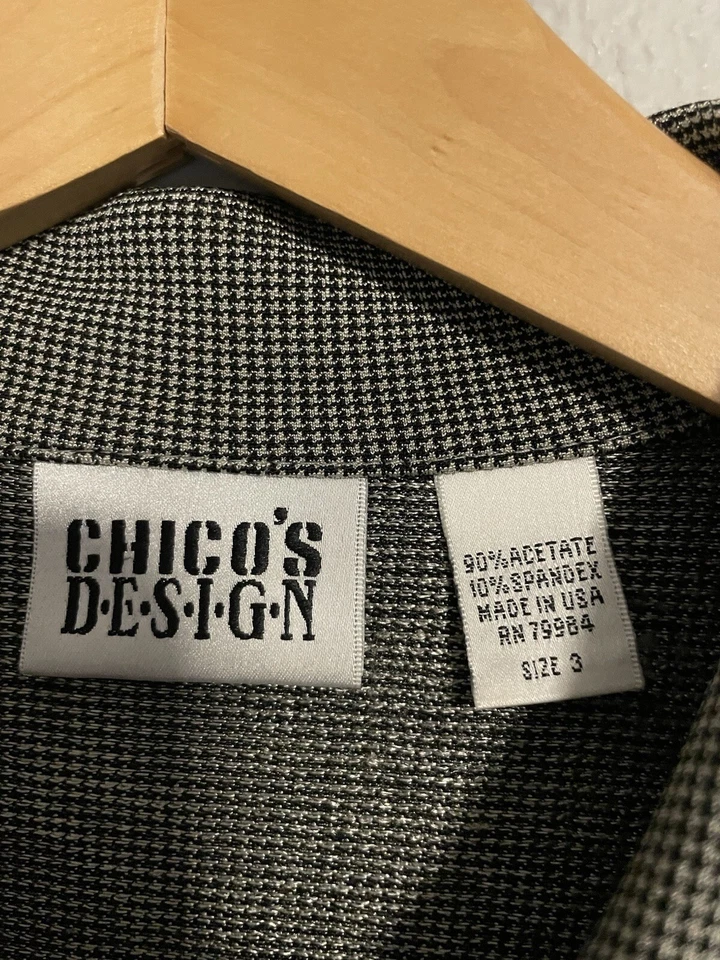 CHICO'S
D·E·S·I·G·N
90% ACETATE
10% SPANDEX
MADE IN USA
RN 79984
SIZE 3